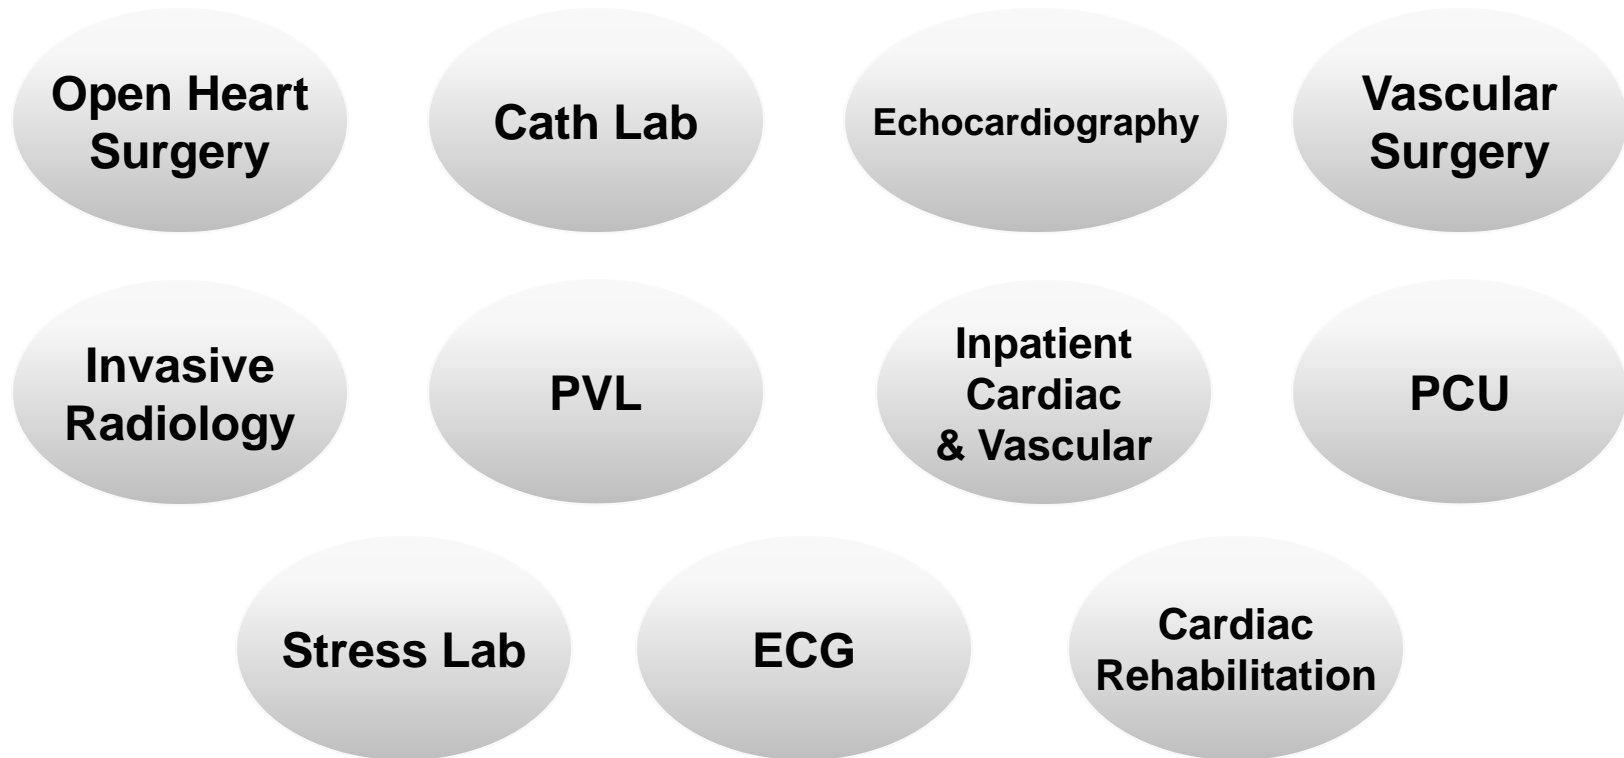 Open Heart
Surgery
Cath Lab
Echocardiography
Vascular
Surgery
Invasive
Radiology
PVL
Inpatient
Cardiac
& Vascular
PCU
Stress Lab
ECG
Cardiac
Rehabilitation